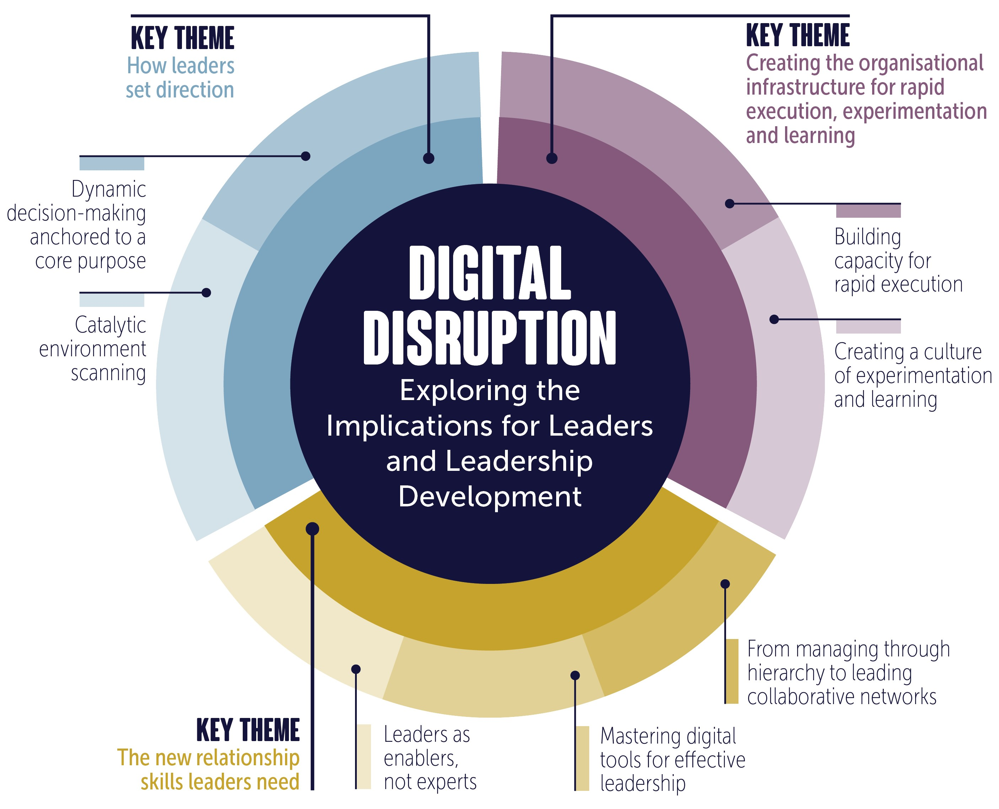 KEY THEME
How leaders
set direction
KEY THEME
Creating the organisational
infrastructure for rapid
execution, experimentation
and learning
Dynamic
decision-making
anchored to a
core purpose
Catalytic
environment
scanning
DIGITAL
DISRUPTION
Exploring the
Implications for Leaders
and Leadership
Development
Building
capacity for
rapid execution
Creating a culture
of experimentation
and learning
KEY THEME
The new relationship
skills leaders need
Leaders as
enablers,
not experts
Mastering digital
tools for effective
leadership
From managing through
hierarchy to leading
collaborative networks